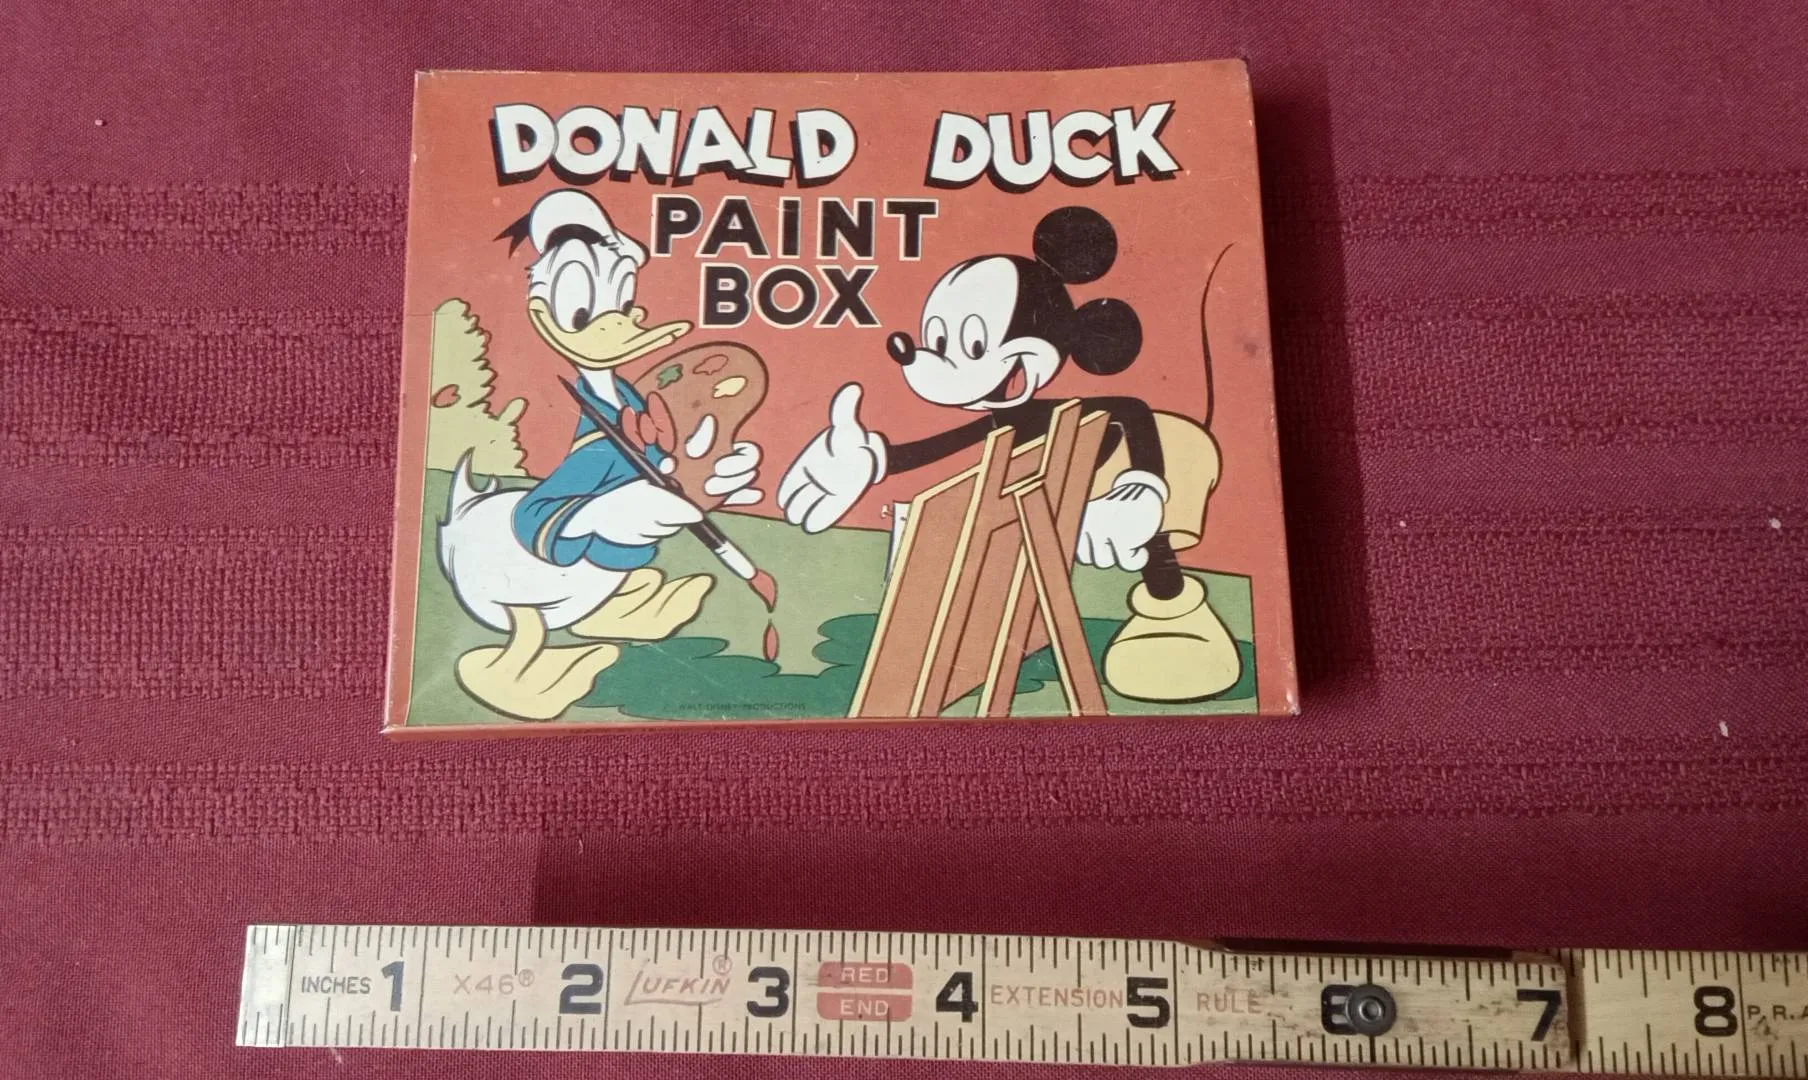 DONALD DUCK
PAINT
BOX
WALT DISNEY PRODUCTIONS
INCHES 1 X46® 2 LUFKIN® 3 RED END 4 EXTENSION 5 RULE 6 7 8 P.R.